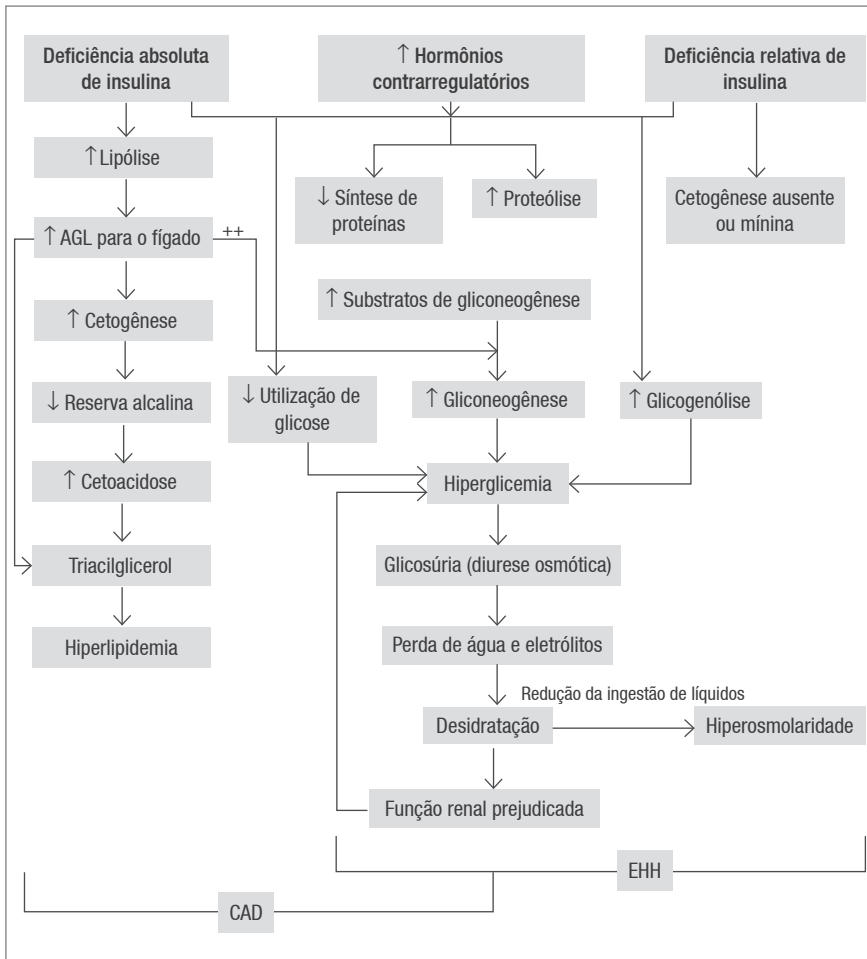 Deficiência absoluta
de insulina
↑ Hormônios
contrarregulatórios
Deficiência relativa de
insulina
↑ Lipólise
↓ Síntese de
proteínas
↑ Proteólise
Cetogênese ausente
ou mínina
↑ AGL para o fígado
++
↑ Substratos de gliconeogênese
↑ Cetogênese
↓ Reserva alcalina
↓ Utilização de
glicose
↑ Gliconeogênese
↑ Glicogenólise
↑ Cetoacidose
Hiperglicemia
Triacilglicerol
Glicosúria (diurese osmótica)
Hiperlipidemia
Perda de água e eletrólitos
Redução da ingestão de líquidos
Desidratação
Hiperosmolaridade
Função renal prejudicada
EHH
CAD